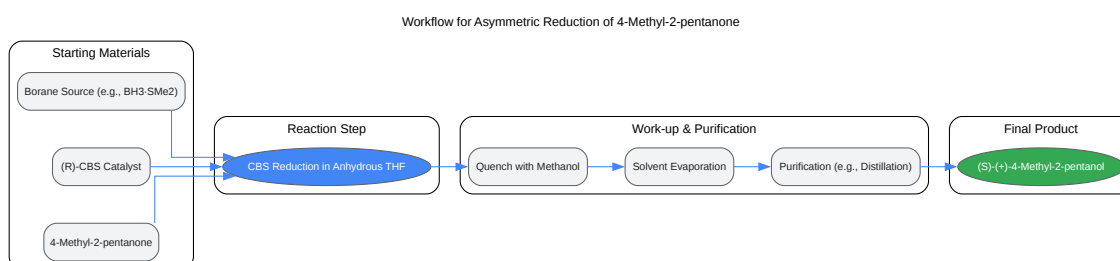 Workflow for Asymmetric Reduction of 4-Methyl-2-pentanone
Starting Materials
Borane Source (e.g., BH3·SMe2)
(R)-CBS Catalyst
4-Methyl-2-pentanone
Reaction Step
CBS Reduction in Anhydrous THF
Work-up & Purification
Quench with Methanol
Solvent Evaporation
Purification (e.g., Distillation)
Final Product
(S)-(+)-4-Methyl-2-pentanol